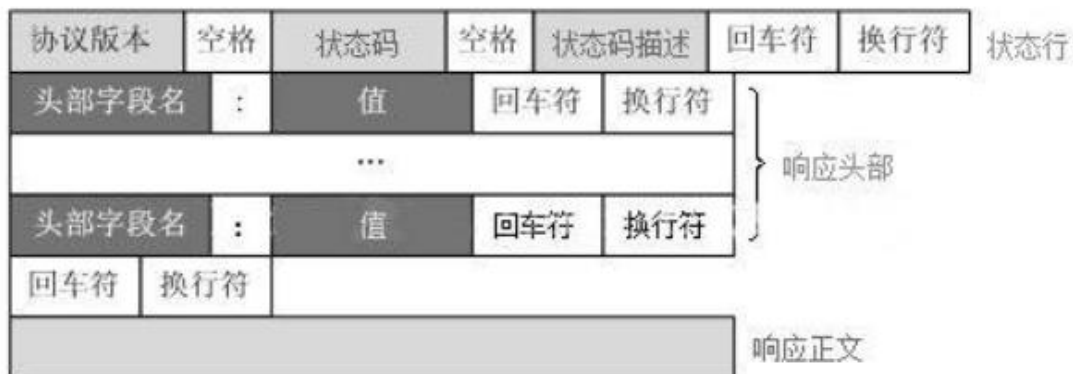 协议版本 空格 状态码 空格 状态码描述 回车符 换行符 状态行
头部字段名 : 值 回车符 换行符
... 响应头部
头部字段名 : 值 回车符 换行符
回车符 换行符
响应正文